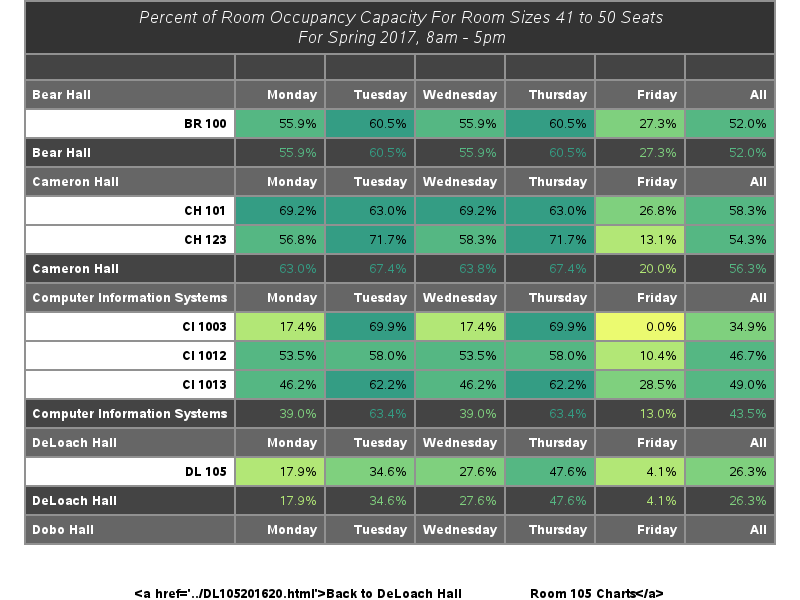 Percent of Room Occupancy Capacity For Room Sizes 41 to 50 Seats
For Spring 2017, 8am - 5pm
Bear Hall Monday Tuesday Wednesday Thursday Friday All
BR 100 55.9% 60.5% 55.9% 60.5% 27.3% 52.0%
Bear Hall 55.9% 60.5% 55.9% 60.5% 27.3% 52.0%
Cameron Hall Monday Tuesday Wednesday Thursday Friday All
CH 101 69.2% 63.0% 69.2% 63.0% 26.8% 58.3%
CH 123 56.8% 71.7% 58.3% 71.7% 13.1% 54.3%
Cameron Hall 63.0% 67.4% 63.8% 67.4% 20.0% 56.3%
Computer Information Systems Monday Tuesday Wednesday Thursday Friday All
CI 1003 17.4% 69.9% 17.4% 69.9% 0.0% 34.9%
CI 1012 53.5% 58.0% 53.5% 58.0% 10.4% 46.7%
CI 1013 46.2% 62.2% 46.2% 62.2% 28.5% 49.0%
Computer Information Systems 39.0% 63.4% 39.0% 63.4% 13.0% 43.5%
DeLoach Hall Monday Tuesday Wednesday Thursday Friday All
DL 105 17.9% 34.6% 27.6% 47.6% 4.1% 26.3%
DeLoach Hall 17.9% 34.6% 27.6% 47.6% 4.1% 26.3%
Dobo Hall Monday Tuesday Wednesday Thursday Friday All
<a href='../DL105201620.html'>Back to DeLoach Hall Room 105 Charts</a>